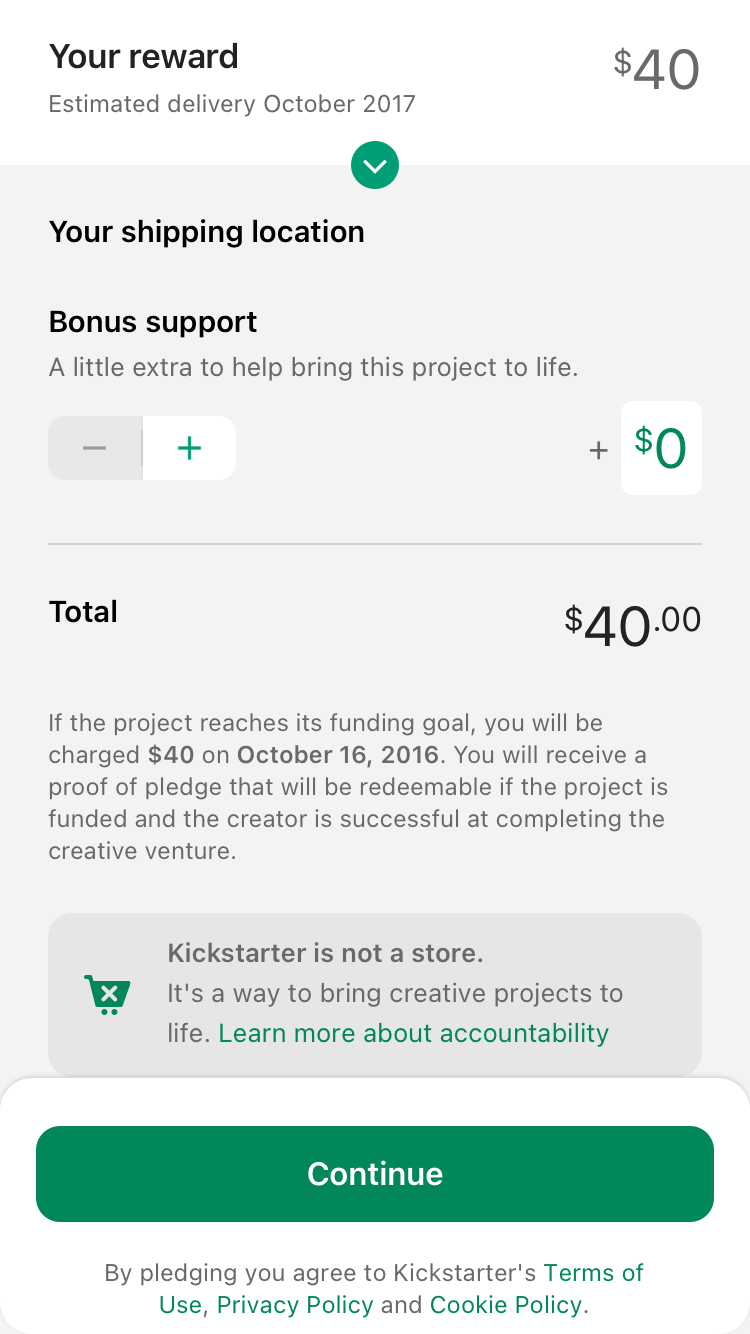 Your reward
$40
Estimated delivery October 2017
Your shipping location
Bonus support
A little extra to help bring this project to life.
− + + $0
Total $40.00
If the project reaches its funding goal, you will be
charged $40 on October 16, 2016. You will receive a
proof of pledge that will be redeemable if the project is
funded and the creator is successful at completing the
creative venture.
Kickstarter is not a store.
It's a way to bring creative projects to
life. Learn more about accountability
Continue
By pledging you agree to Kickstarter's Terms of
Use, Privacy Policy and Cookie Policy.